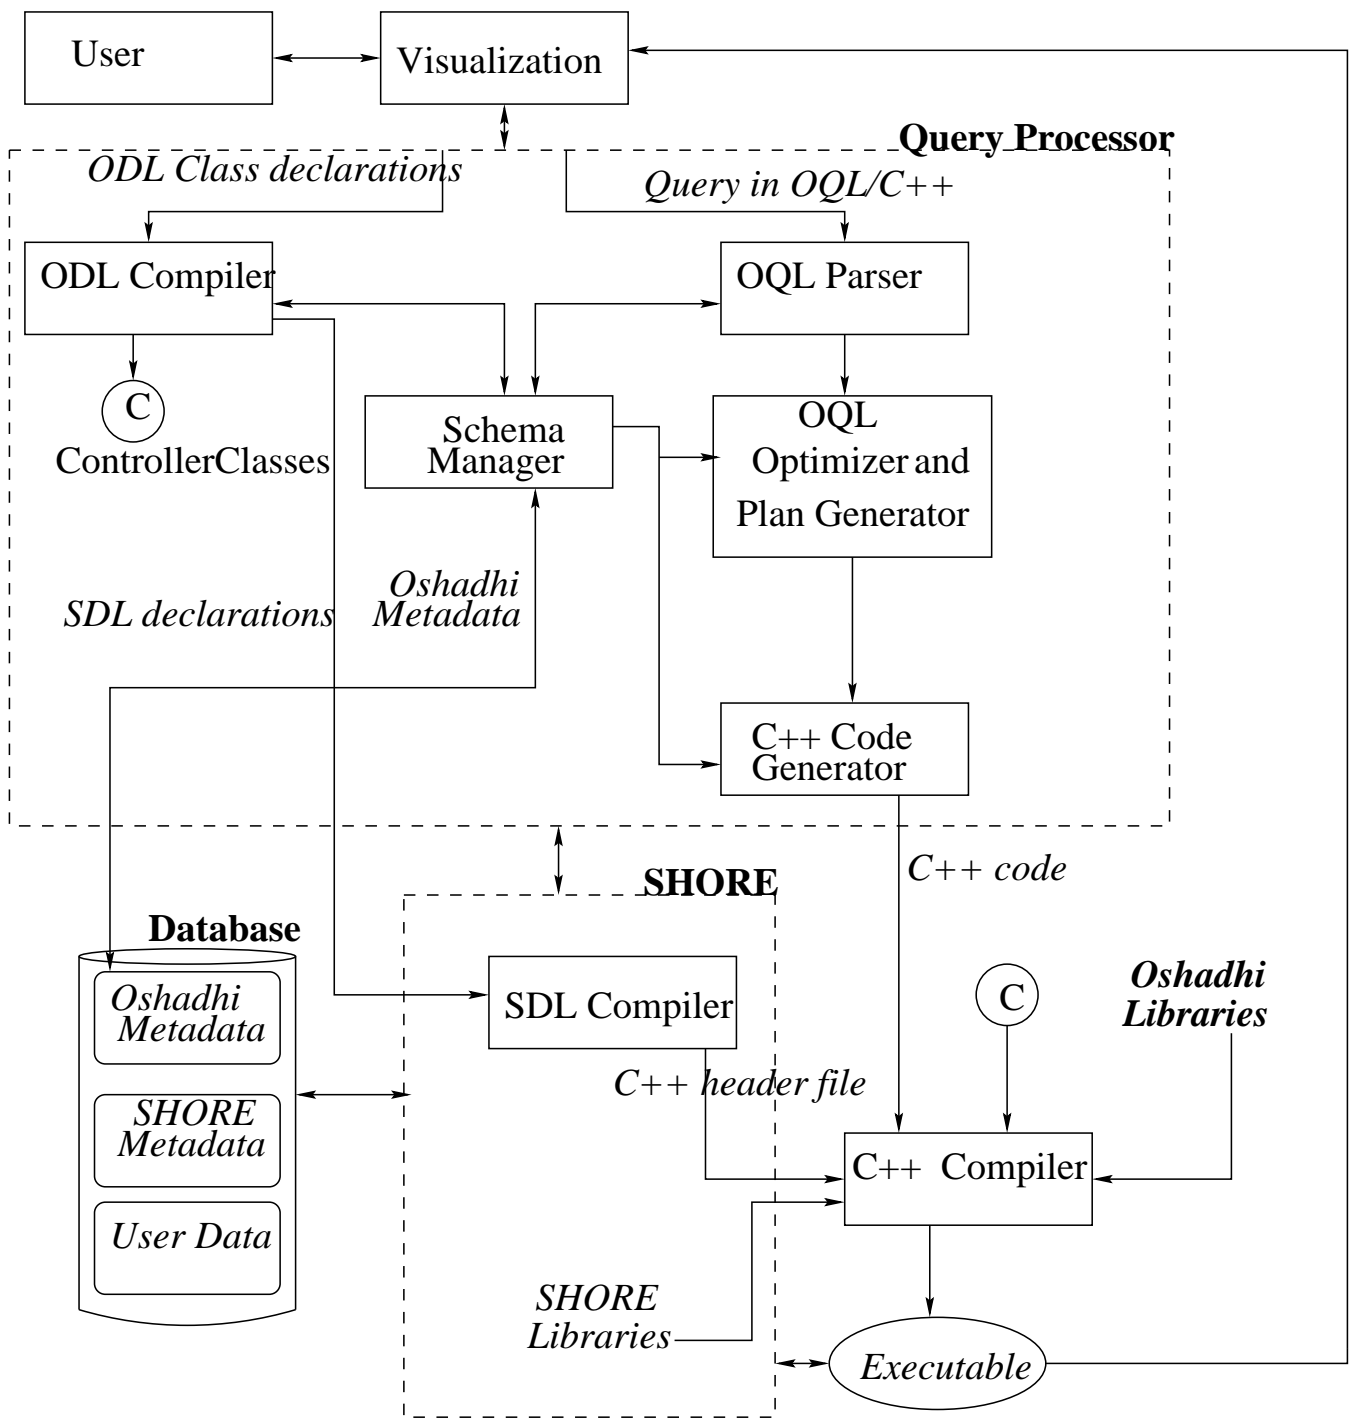 User
Visualization
Query Processor
ODL Class declarations
Query in OQL/C++
ODL Compiler
OQL Parser
C
ControllerClasses
Schema
Manager
OQL
Optimizer and
Plan Generator
Oshadhi
Metadata
SDL declarations
C++ Code
Generator
C++ code
SHORE
Database
Oshadhi
Metadata
SDL Compiler
C
Oshadhi
Libraries
C++ header file
SHORE
Metadata
C++ Compiler
User Data
SHORE
Libraries
Executable